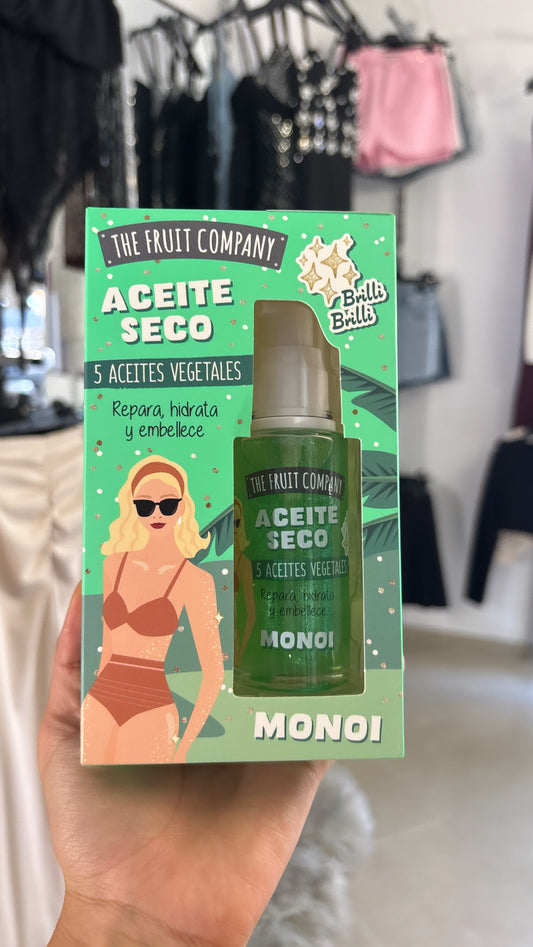 THE FRUIT COMPANY
ACEITE
SECO
Brilli
Brilli
5 ACEITES VEGETALES
Repara, hidrata
y embellece
THE FRUIT COMPANY
ACEITE
SECO
5 ACEITES VEGETALES
Repara, hidrata
y embellece
MONOI
MONOI